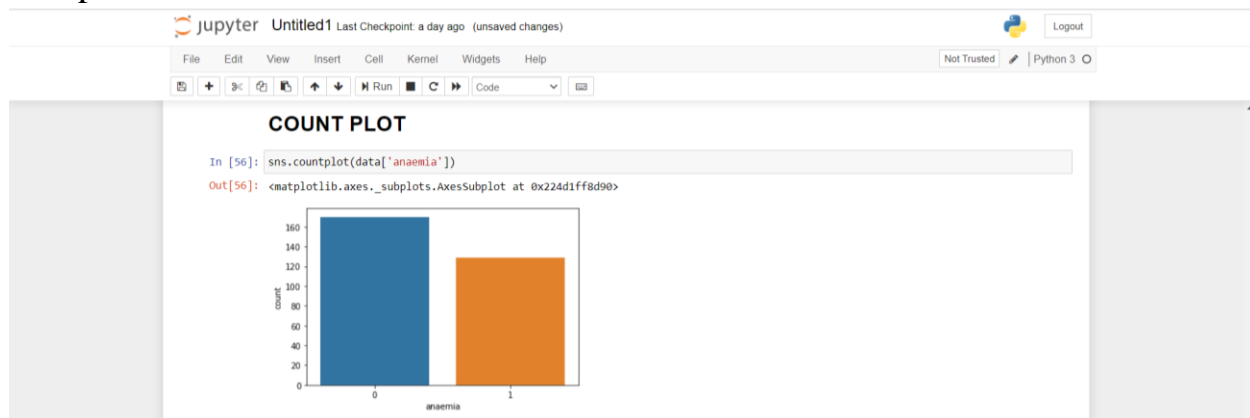 jupyter Untitled1 Last Checkpoint: a day ago (unsaved changes)
Logout
File Edit View Insert Cell Kernel Widgets Help
Not Trusted Python 3
Run Code
COUNT PLOT
In [56]: sns.countplot(data['anaemia'])
Out[56]: <matplotlib.axes._subplots.AxesSubplot at 0x224d1ff8d90>
160
140
120
100
80
60
40
20
0
count
0 1
anaemia